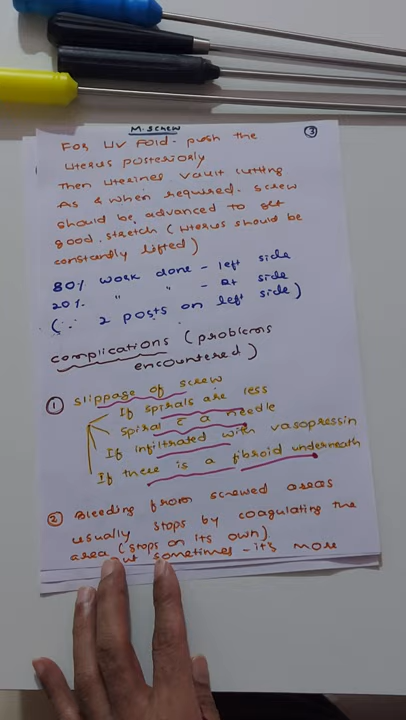 M. SCREW
3
For UV Fold - push the
uterus posteriorly
Then uterines vault cutting
As & when required - screw
should be advanced to get
good stretch (uterus should be
constantly lifted)
80% work done - left side
20% " " - Rt side
(∵ 2 posts on left side)
complications (problems
encountered)
1 slippage of screw
If spirals are less
spiral c̄ a needle
If infiltrated with vasopressin
If there is a fibroid underneath
2 Bleeding from screwed areas
usually stops by coagulating the
area (stops on its own)
but sometimes - it's more